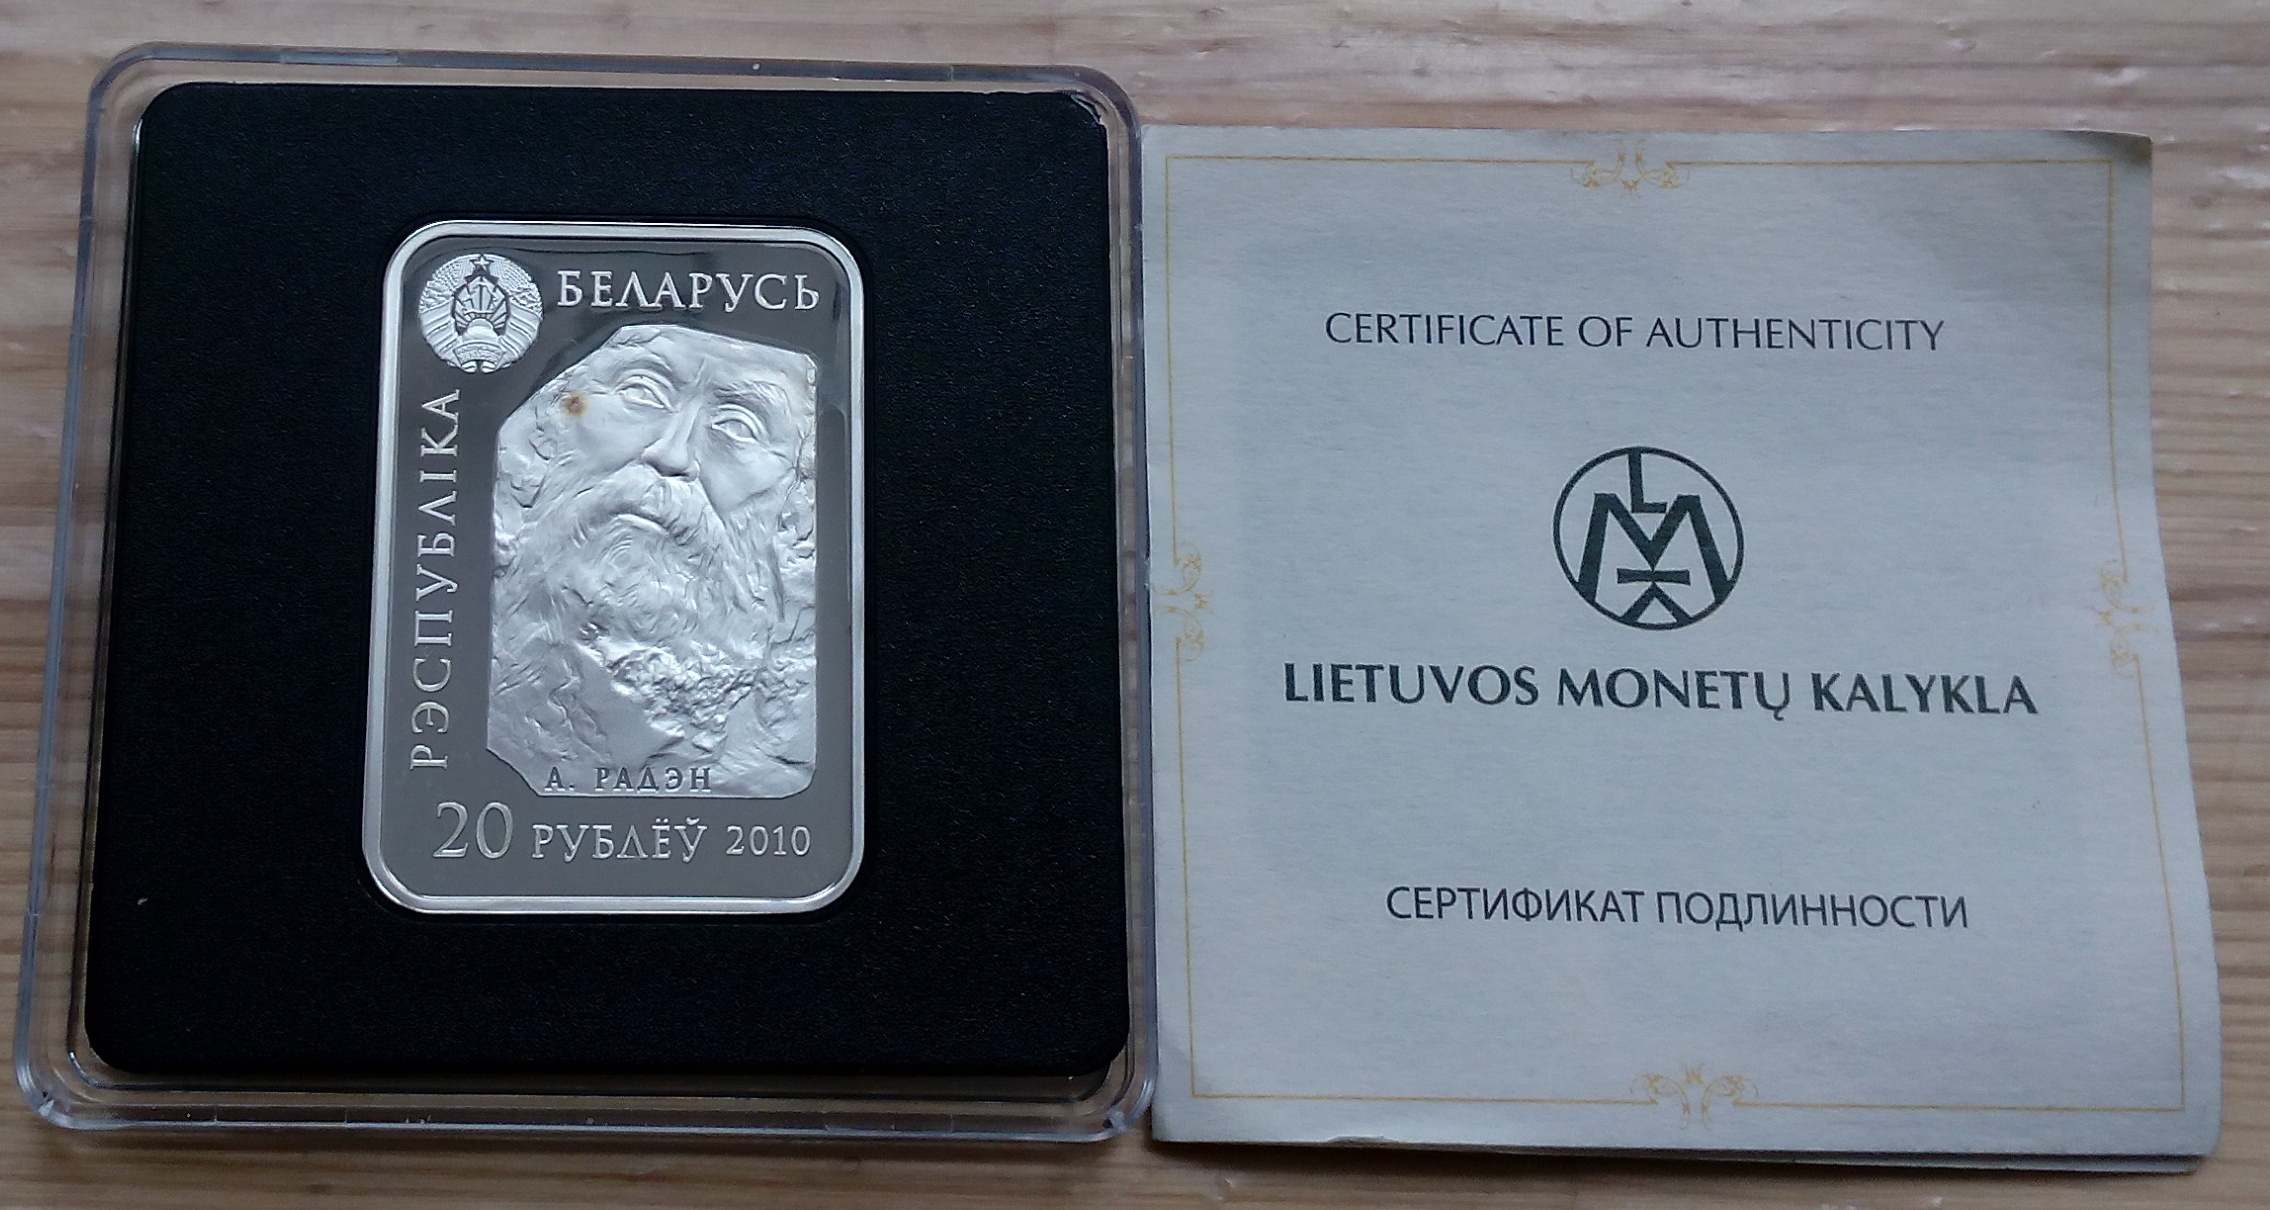 БЕЛАРУСЬ
РЭСПУБЛІКА
А. РАДЭН
20 РУБЛЁЎ 2010
CERTIFICATE OF AUTHENTICITY
LMK
LIETUVOS MONETŲ KALYKLA
СЕРТИФИКАТ ПОДЛИННОСТИ